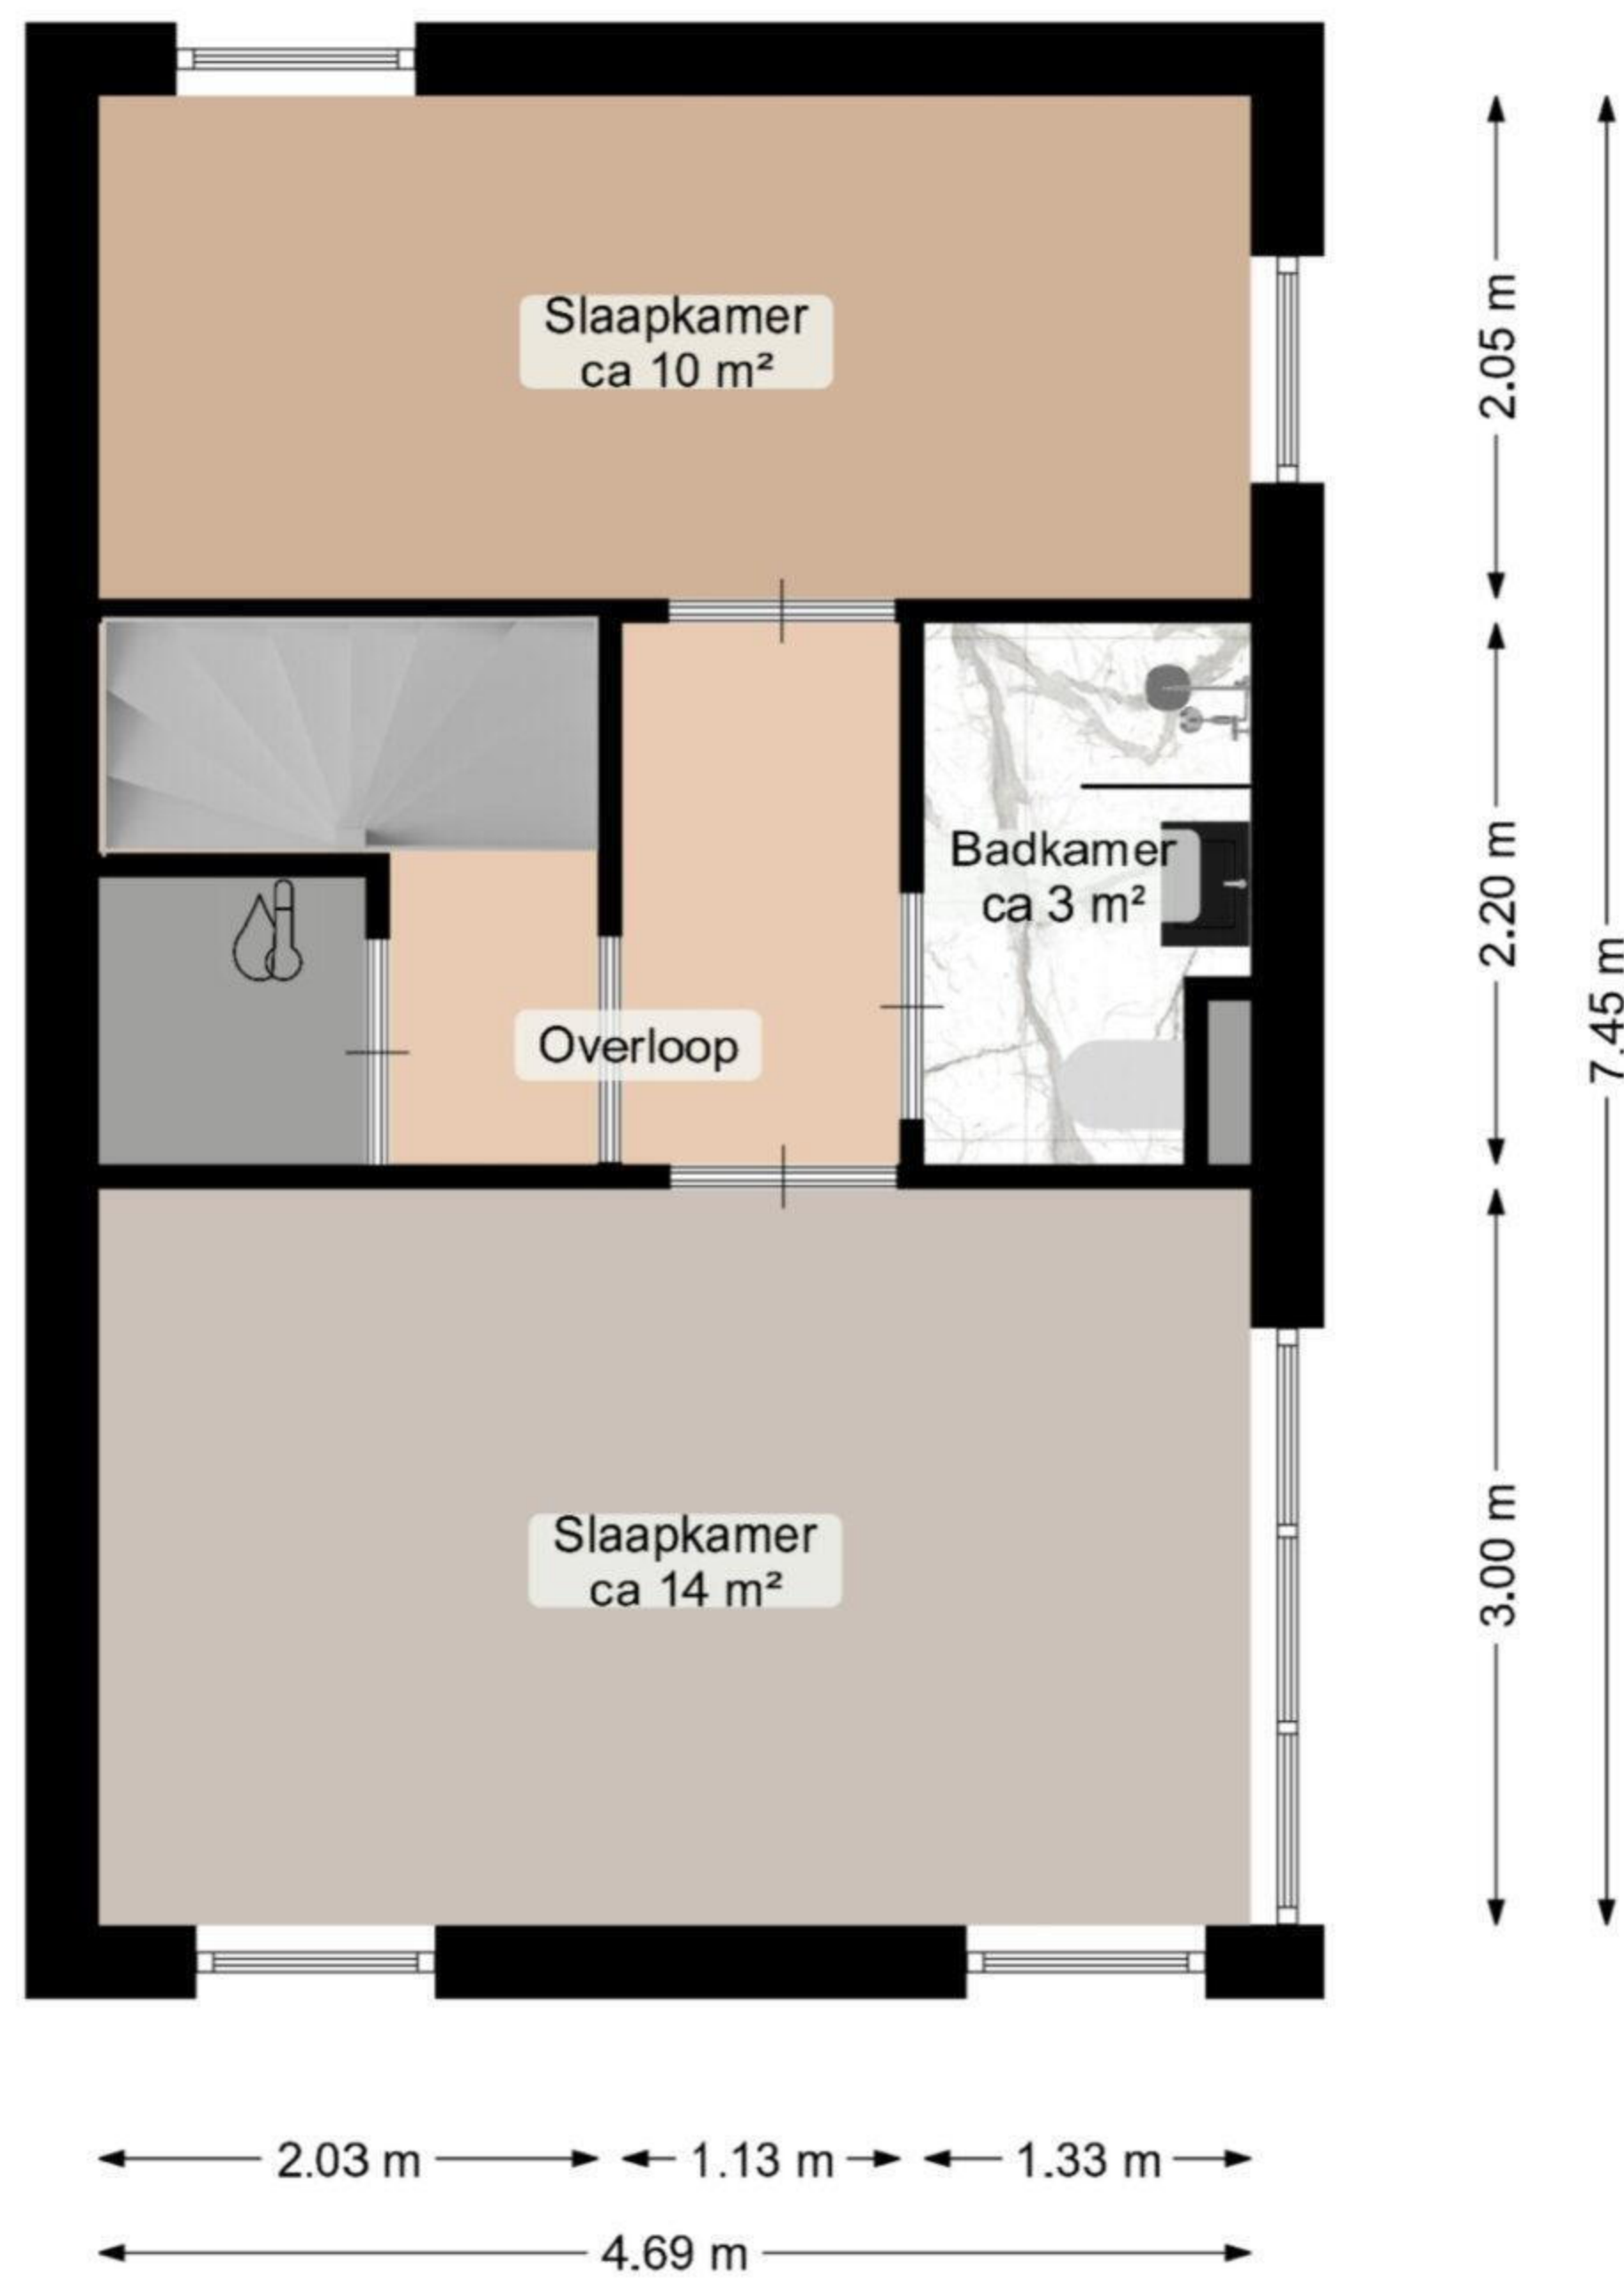 Slaapkamer
ca 10 m²
2.05 m
Badkamer
ca 3 m²
2.20 m
7.45 m
Overloop
Slaapkamer
ca 14 m²
3.00 m
2.03 m
1.13 m
1.33 m
4.69 m